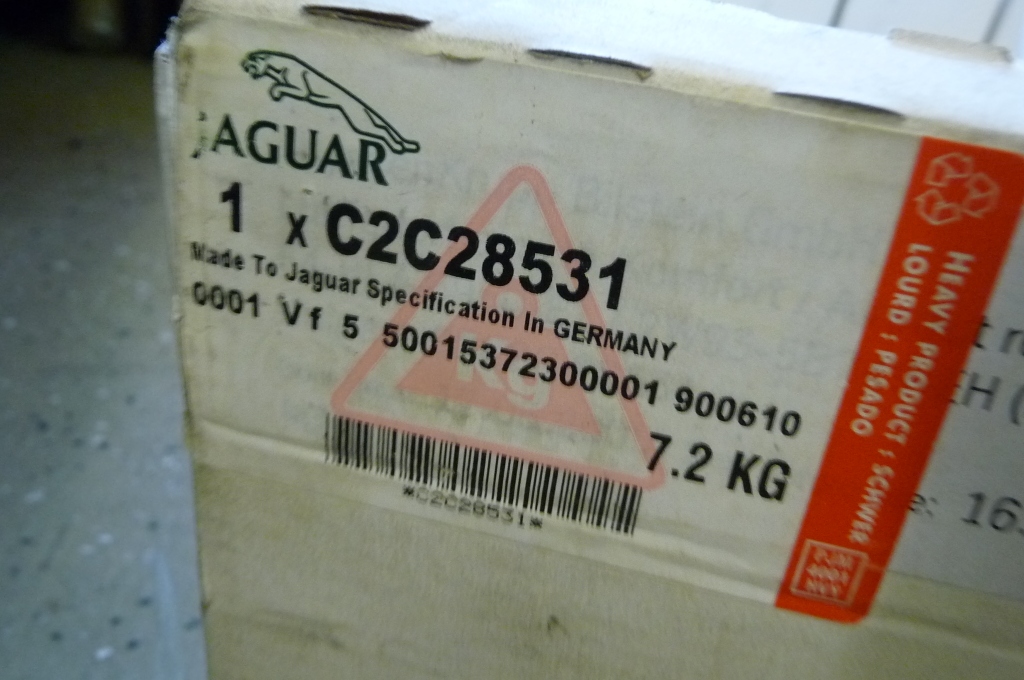 JAGUAR
1 x C2C28531
Made To Jaguar Specification In GERMANY
0001 Vf 5 50015372300001 900610
Kg
7.2 KG
*C2C28531*
HEAVY PRODUCT : SCHWER
LOURD : PESADO